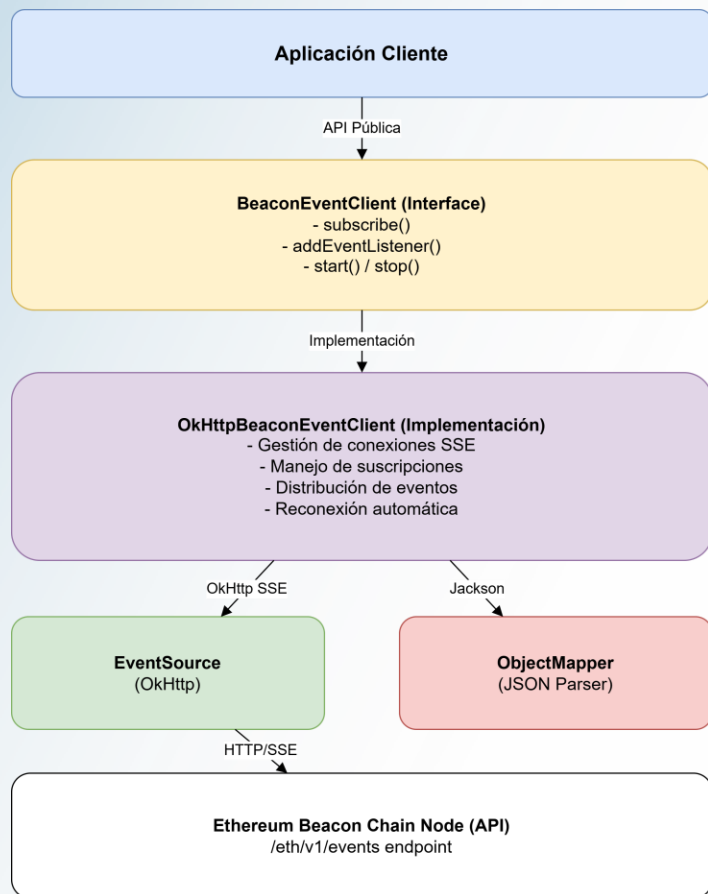 Aplicación Cliente
API Pública
BeaconEventClient (Interface)
- subscribe()
- addEventListener()
- start() / stop()
Implementación
OkHttpBeaconEventClient (Implementación)
- Gestión de conexiones SSE
- Manejo de suscripciones
- Distribución de eventos
- Reconexión automática
OkHttp SSE
Jackson
EventSource
(OkHttp)
ObjectMapper
(JSON Parser)
HTTP/SSE
Ethereum Beacon Chain Node (API)
/eth/v1/events endpoint